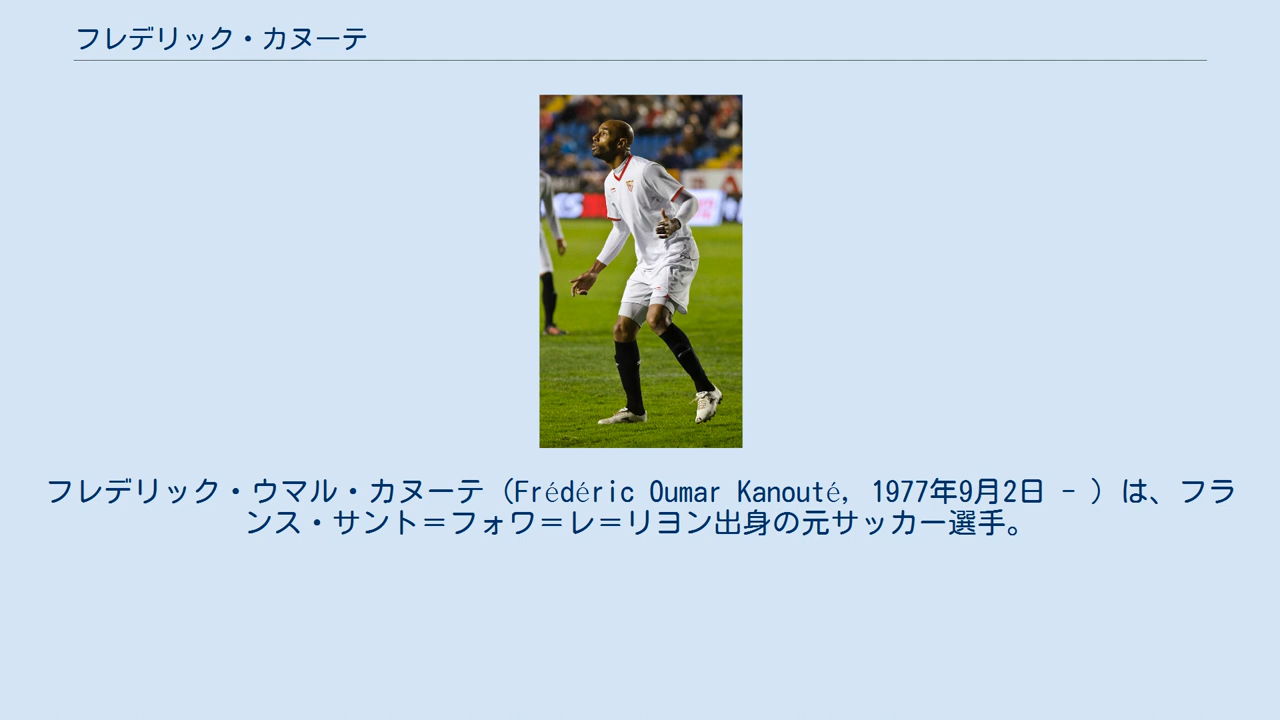 フレデリック・カヌーテ
フレデリック・ウマル・カヌーテ（Frédéric Oumar Kanouté, 1977年9月2日 - ）は、フラ
ンス・サント＝フォワ＝レ＝リヨン出身の元サッカー選手。